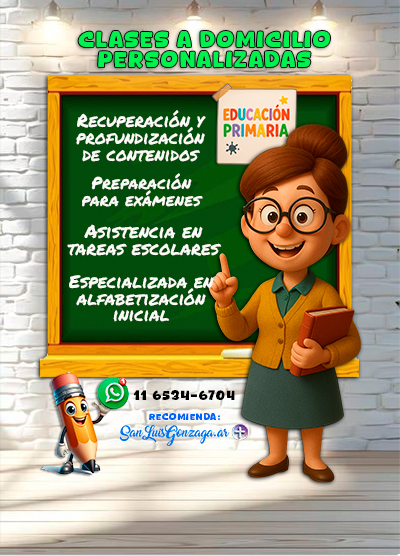 CLASES A DOMICILIO
PERSONALIZADAS
EDUCACIÓN
PRIMARIA
RECUPERACIÓN Y
PROFUNDIZACIÓN
DE CONTENIDOS
PREPARACIÓN
PARA EXÁMENES
ASISTENCIA EN
TAREAS ESCOLARES
ESPECIALIZADA EN
ALFABETIZACIÓN
INICIAL
11 6534-6704
RECOMIENDA:
SanLuisGonzaga.ar